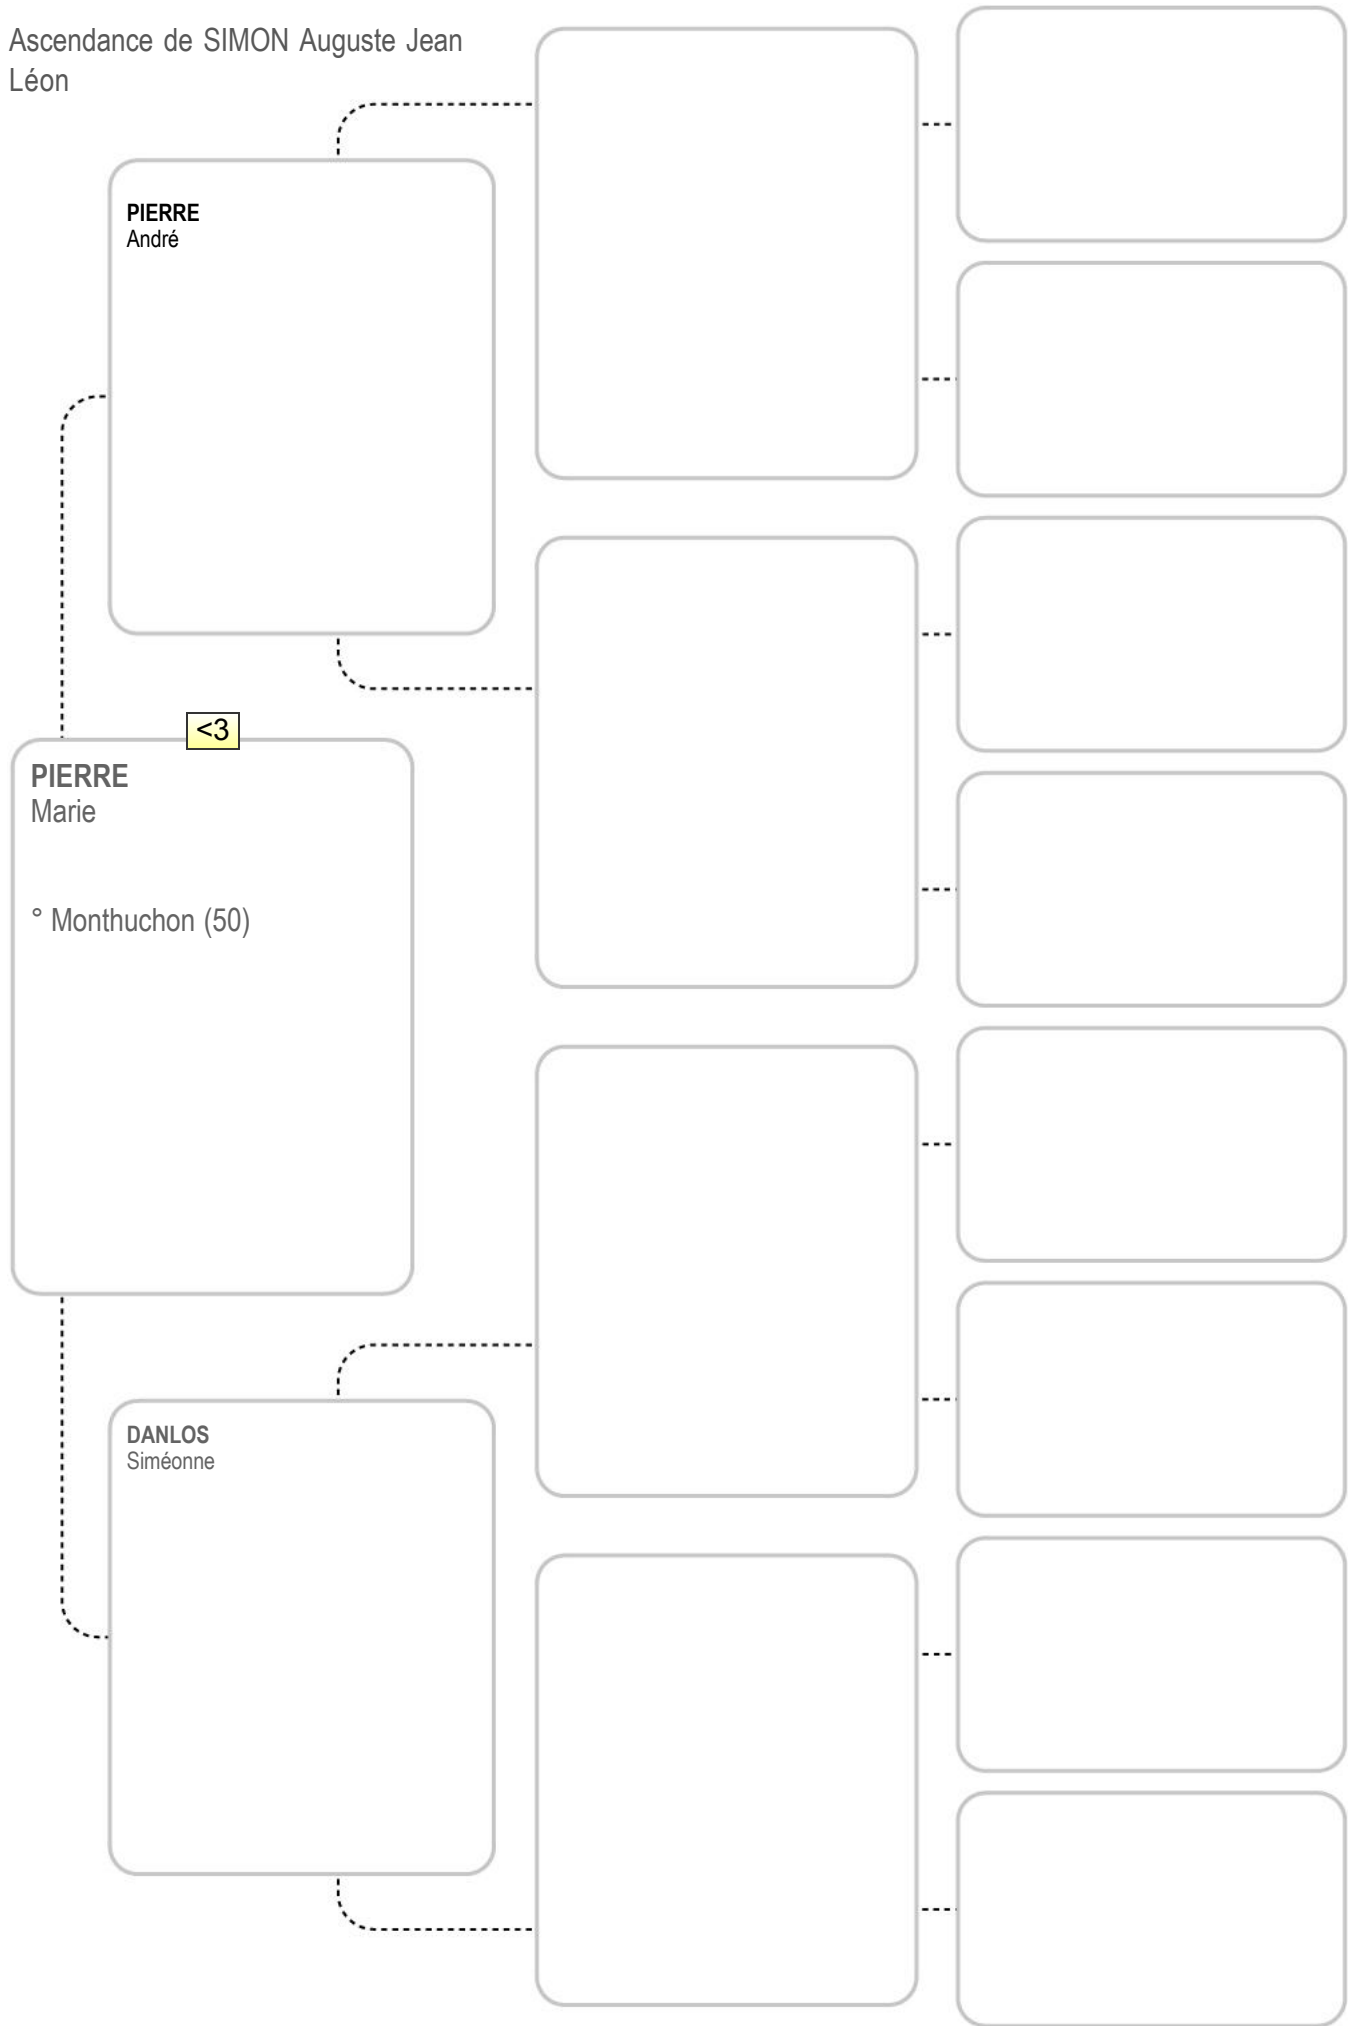 Ascendance de SIMON Auguste Jean
Léon
PIERRE
André
<3
PIERRE
Marie
° Monthuchon (50)
DANLOS
Siméonne